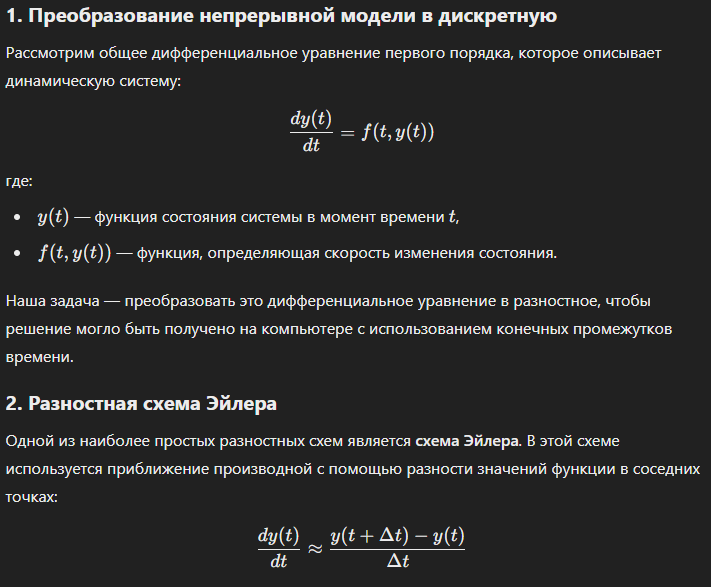 1. Преобразование непрерывной модели в дискретную
Рассмотрим общее дифференциальное уравнение первого порядка, которое описывает
динамическую систему:
dy(t)/dt = f(t, y(t))
где:
• y(t) — функция состояния системы в момент времени t,
• f(t, y(t)) — функция, определяющая скорость изменения состояния.
Наша задача — преобразовать это дифференциальное уравнение в разностное, чтобы
решение могло быть получено на компьютере с использованием конечных промежутков
времени.
2. Разностная схема Эйлера
Одной из наиболее простых разностных схем является схема Эйлера. В этой схеме
используется приближение производной с помощью разности значений функции в соседних
точках:
dy(t)/dt ≈ (y(t + Δt) − y(t))/Δt